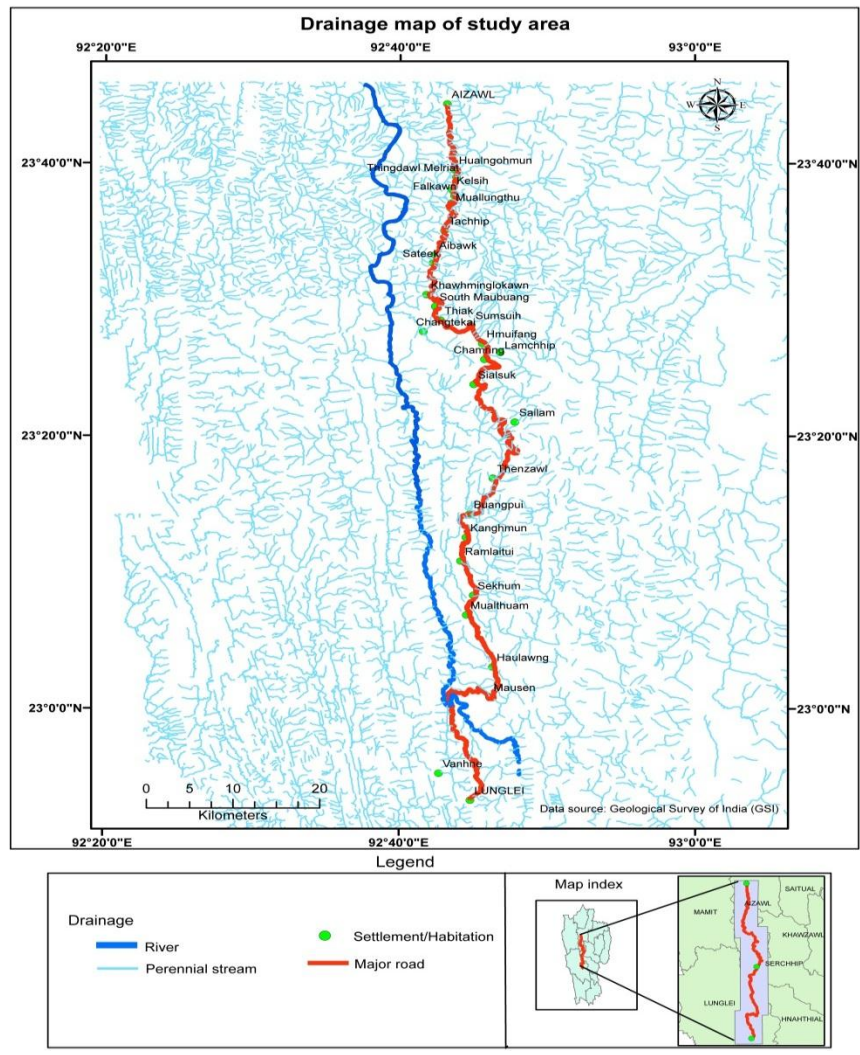 Drainage map of study area
92°20'0"E
92°40'0"E
93°0'0"E
N
W
E
S
AIZAWL
23°40'0"N
23°40'0"N
Hualngohmun
Thingdawl Melriat
Kelsih
Falkawn
Muallungthu
Tachhip
Aibawk
Sateek
Khawhminglokawn
South Maubuang
Thiak
Sumsuih
Changtekai
Hmuifang
Lamchhip
Chamring
Sialsuk
Sailam
23°20'0"N
23°20'0"N
Thenzawl
Buangpui
Kanghmun
Ramlaitui
Sekhum
Mualthuam
Haulawng
Mausen
23°0'0"N
23°0'0"N
Vanhne
LUNGLEI
0 5 10 20
Kilometers
Data source: Geological Survey of India (GSI)
92°20'0"E
92°40'0"E
93°0'0"E
Legend
Drainage
River
Perennial stream
Settlement/Habitation
Major road
Map index
SAITUAL
AIZAWL
MAMIT
KHAWZAWL
SERCHHIP
LUNGLEI
HNAHTHIAL